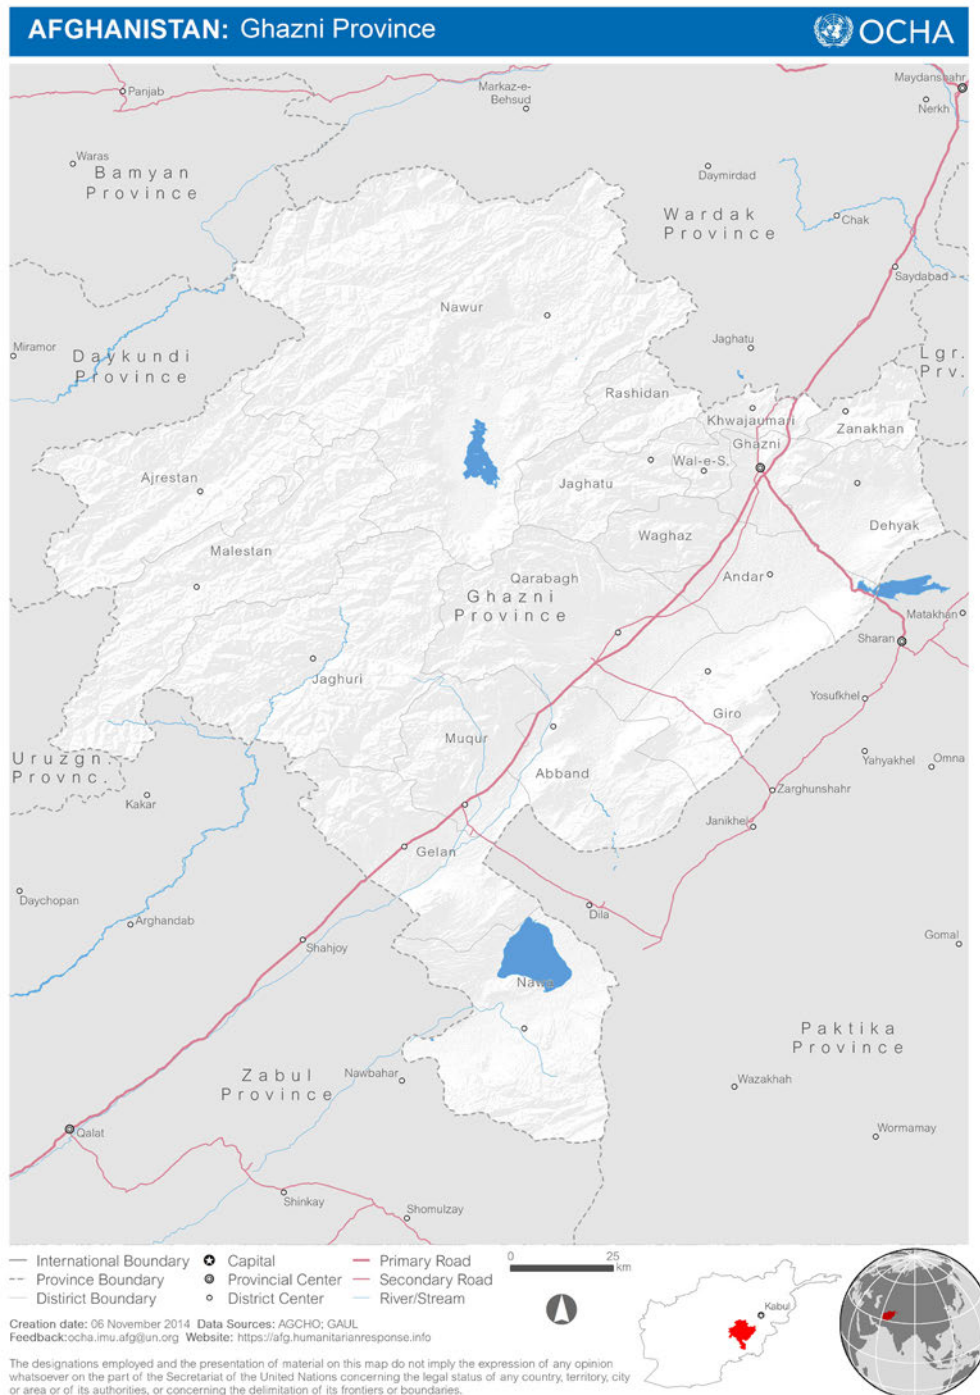 AFGHANISTAN: Ghazni Province
OCHA
Maydanshahr
Panjab
Markaz-e-
Behsud
Nerkh
Waras
Bamyan
Province
Daymirdad
Wardak
Province
Chak
Saydabad
Nawur
Miramor
Daykundi
Province
Jaghatu
Lgr.
Prv.
Rashidan
Khwajaumari
Zanakhan
Ghazni
Wal-e-S.
Ajrestan
Jaghatu
Dehyak
Waghaz
Malestan
Qarabagh
Andar
Ghazni
Province
Matakhan
Sharan
Jaghuri
Yosufkhel
Giro
Muqur
Uruzgn.
Provnc.
Yahyakhel
Omna
Abband
Kakar
Zarghunshahr
Janikhel
Gelan
Daychopan
Arghandab
Dila
Shahjoy
Gomal
Nawa
Paktika
Province
Zabul
Province
Nawbahar
Wazakhah
Qalat
Wormamay
Shinkay
Shomulzay
International Boundary
Province Boundary
Distirict Boundary
Capital
Provincial Center
District Center
Primary Road
Secondary Road
River/Stream
0 25
km
Kabul
Creation date: 06 November 2014 Data Sources: AGCHO; GAUL
Feedback:ocha.imu.afg@un.org Website: https://afg.humanitarianresponse.info
The designations employed and the presentation of material on this map do not imply the expression of any opinion
whatsoever on the part of the Secretariat of the United Nations concerning the legal status of any country, territory, city
or area or of its authorities, or concerning the delimitation of its frontiers or boundaries.